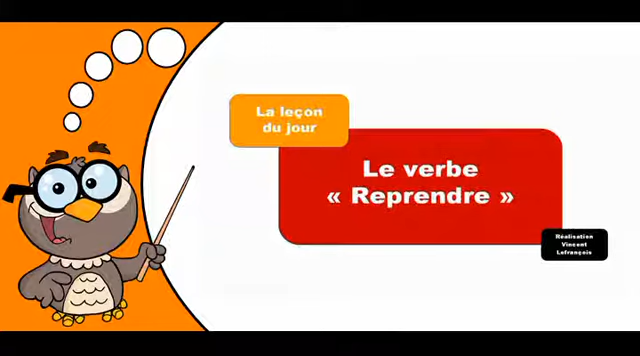 La leçon
du jour
Le verbe
« Reprendre »
Réalisation
Vincent
Lefrançois